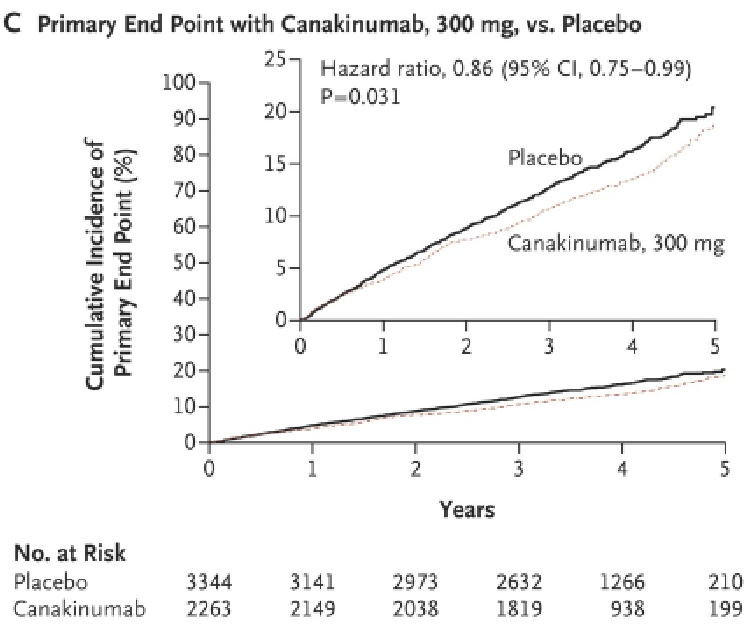 C Primary End Point with Canakinumab, 300 mg, vs. Placebo
Cumulative Incidence of
Primary End Point (%)
100
90
80
70
60
50
40
30
20
10
0
25
20
15
10
5
0
Hazard ratio, 0.86 (95% CI, 0.75–0.99)
P=0.031
Placebo
Canakinumab, 300 mg
0 1 2 3 4 5
0 1 2 3 4 5
Years
No. at Risk
Placebo 3344 3141 2973 2632 1266 210
Canakinumab 2263 2149 2038 1819 938 199